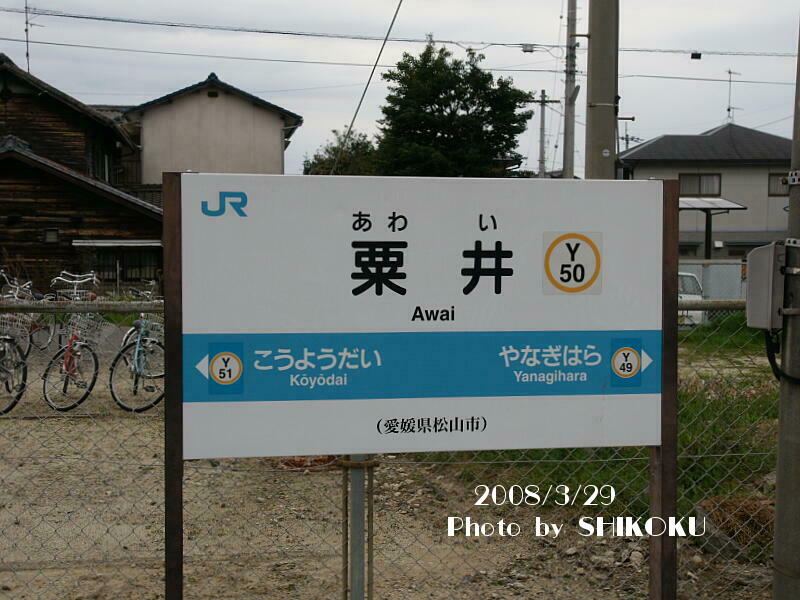 JR
あわ い
粟井
Y
50
Awai
Y
51
こうようだい
Kōyōdai
やなぎはら
Yanagihara
Y
49
（愛媛県松山市）
2008/3/29
Photo by SHIKOKU